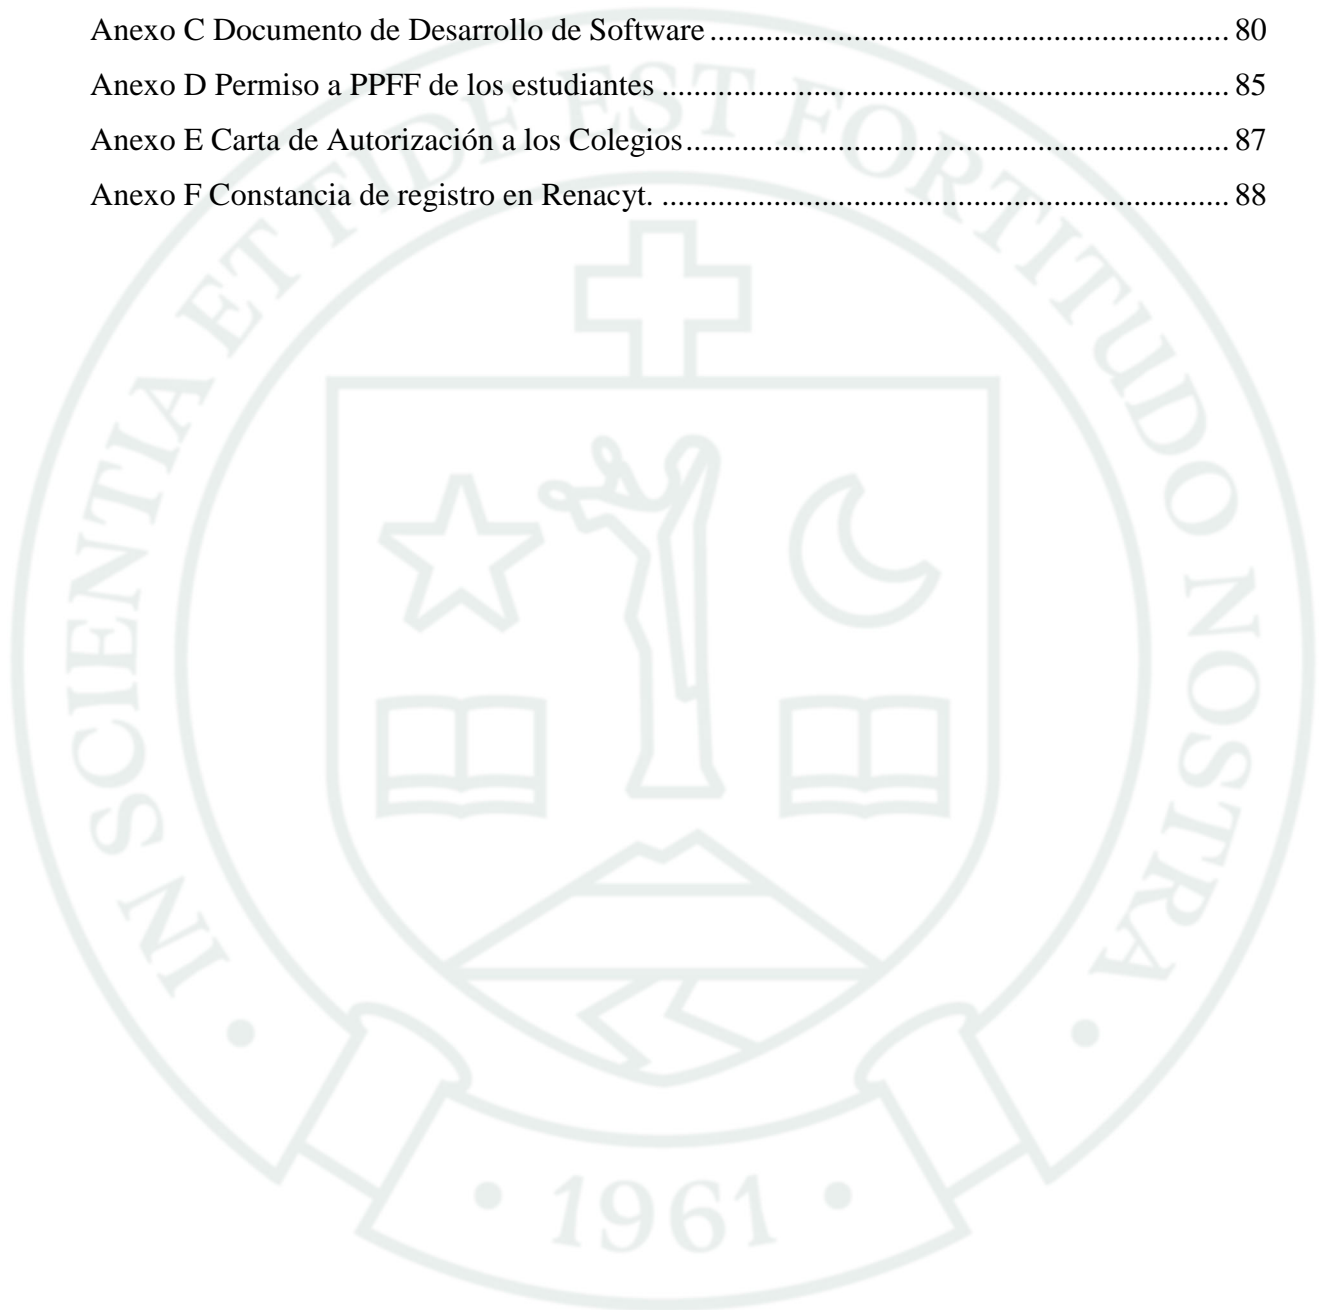 Anexo C Documento de Desarrollo de Software ................................................................. 80
Anexo D Permiso a PPFF de los estudiantes ....................................................................... 85
Anexo E Carta de Autorización a los Colegios .................................................................... 87
Anexo F Constancia de registro en Renacyt. ....................................................................... 88
IN SCIENTIA ET FIDE EST FORTITUDO NOSTRA
• 1961 •